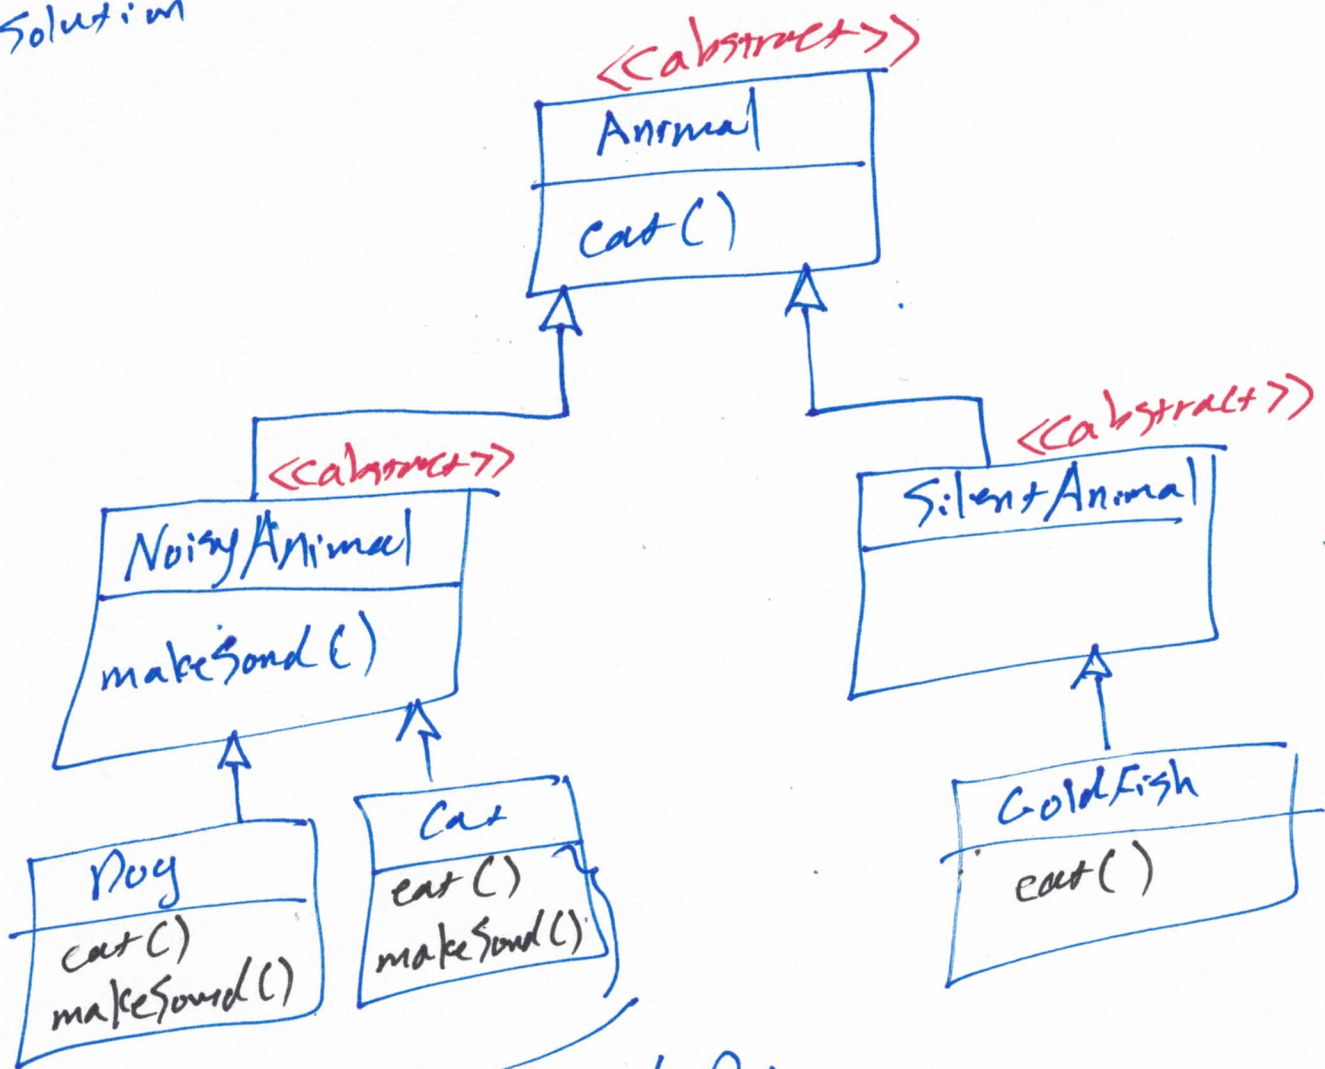 Solution
<<abstract>>
Animal
eat()
<<abstract>>
<<abstract>>
NoisyAnimal
makeSound()
SilentAnimal
Dog
eat()
makeSound()
Cat
eat()
makeSound()
GoldFish
eat()